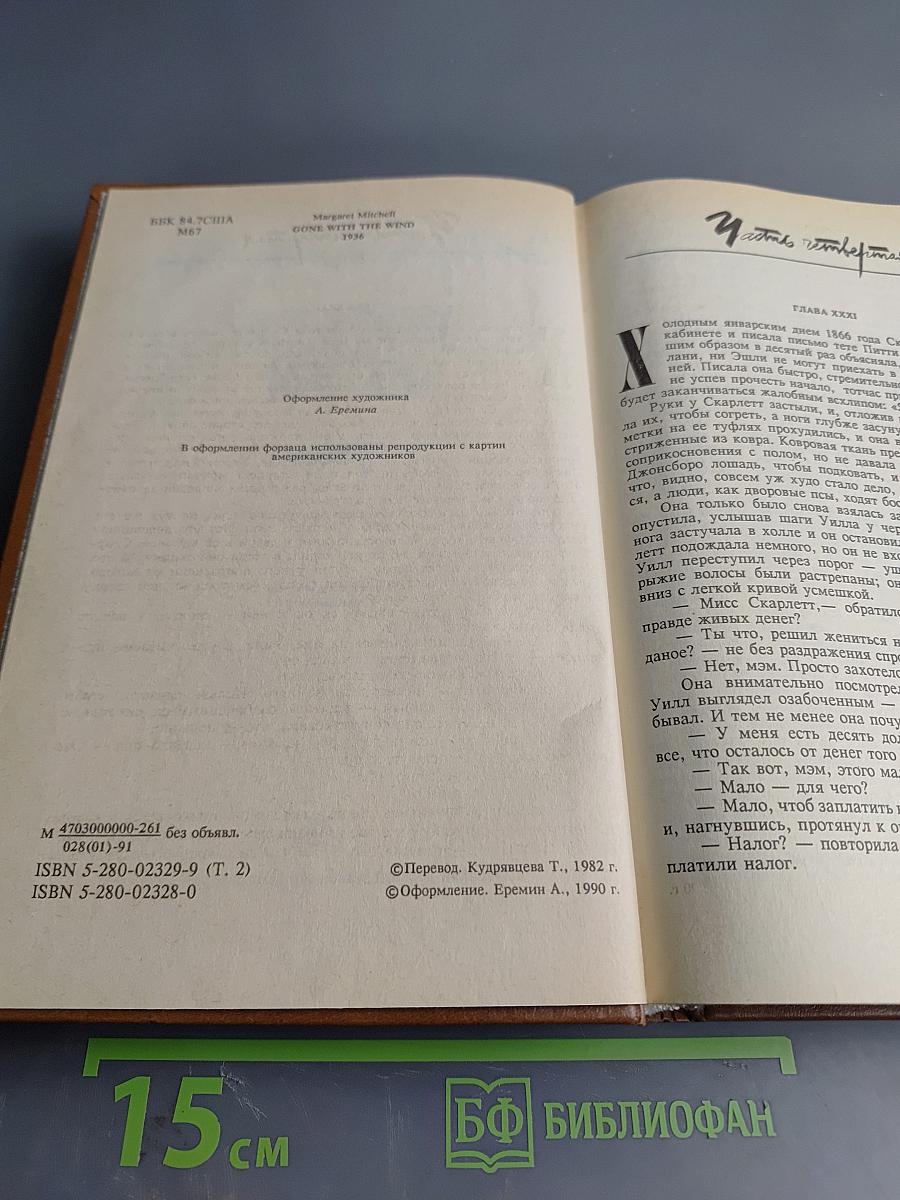 ББК 84.7США
М67
Margaret Mitchell
GONE WITH THE WIND
1936
Оформление художника
А. Еремина
В оформлении форзаца использованы репродукции с картин
американских художников
М 4703000000-261 без объявл.
028(01)-91
ISBN 5-280-02329-9 (Т. 2)
ISBN 5-280-02328-0
©Перевод. Кудрявцева Т., 1982 г.
©Оформление. Еремин А., 1990 г.
Часть четвертая
ГЛАВА XXXI
Холодным январским днем 1866 года Ск
кабинете и писала письмо тете Питти
шим образом в десятый раз объясняла,
лани, ни Эшли не могут приехать в
ней. Писала она быстро, стремительно
не успев прочесть начало, тотчас пр
будет заканчиваться жалобным всхлипом: «Я
Руки у Скарлетт застыли, и, отложив
ла их, чтобы согреть, а ноги глубже засуну
метки на ее туфлях прохудились, и она в
стриженные из ковра. Ковровая ткань пре
соприкосновения с полом, но не давала
Джонсборо лошадь, чтобы подковать, и
что, видно, совсем уж худо стало дело,
ся, а люди, как дворовые псы, ходят бос
Она только было снова взялась за
опустила, услышав шаги Уилла у чер
нога застучала в холле и он остановил
летт подождала немного, но он не вхо
Уилл переступил через порог — уш
рыжие волосы были растрепаны; он
вниз с легкой кривой усмешкой.
— Мисс Скарлетт,— обратилс
правде живых денег?
— Ты что, решил жениться н
даное? — не без раздражения спро
— Нет, мэм. Просто захотело
Она внимательно посмотрел
Уилл выглядел озабоченным —
бывал. И тем не менее она почу
— У меня есть десять дол
все, что осталось от денег того
— Так вот, мэм, этого мал
— Мало — для чего?
— Мало, чтоб заплатить н
и, нагнувшись, протянул к о
— Налог? — повторила
платили налог.
15 см
БФ БИБЛИОФАН